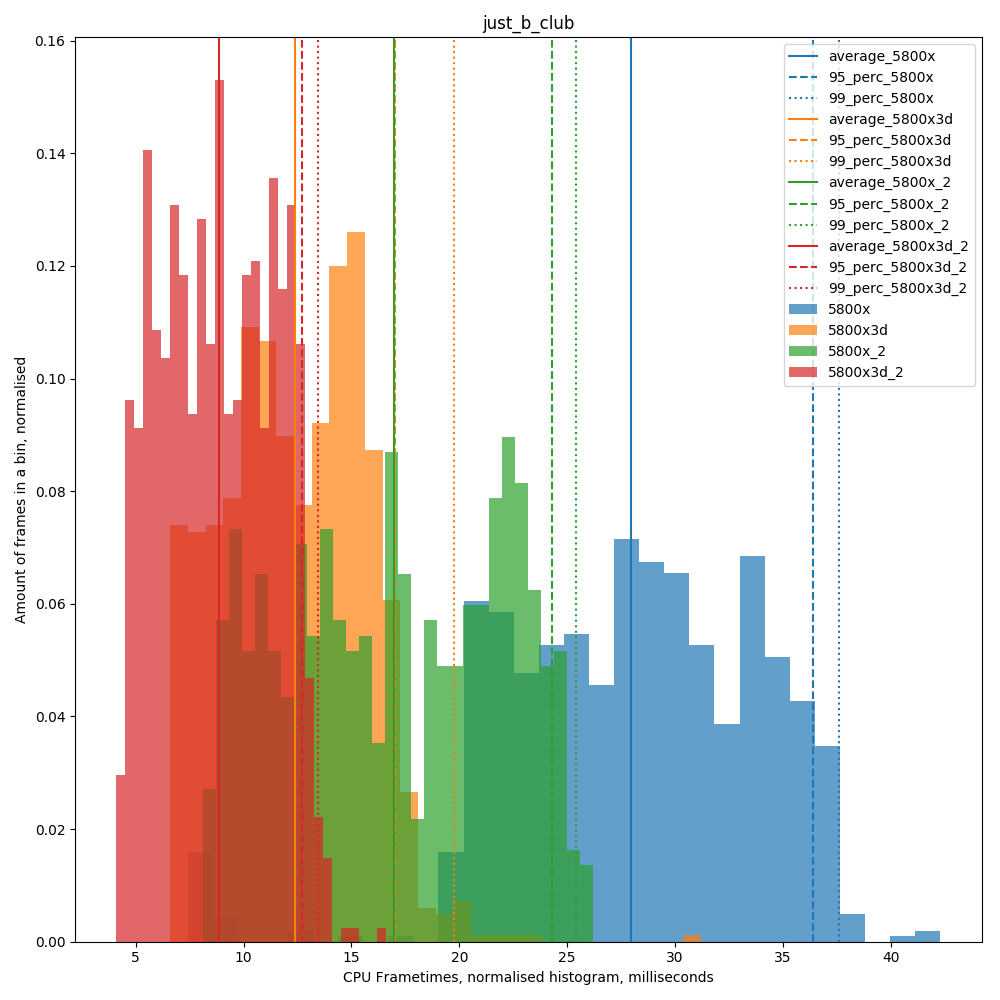 just_b_club
0.16
0.14
0.12
0.10
0.08
0.06
0.04
0.02
0.00
Amount of frames in a bin, normalised
average_5800x
95_perc_5800x
99_perc_5800x
average_5800x3d
95_perc_5800x3d
99_perc_5800x3d
average_5800x_2
95_perc_5800x_2
99_perc_5800x_2
average_5800x3d_2
95_perc_5800x3d_2
99_perc_5800x3d_2
5800x
5800x3d
5800x_2
5800x3d_2
5 10 15 20 25 30 35 40
CPU Frametimes, normalised histogram, milliseconds